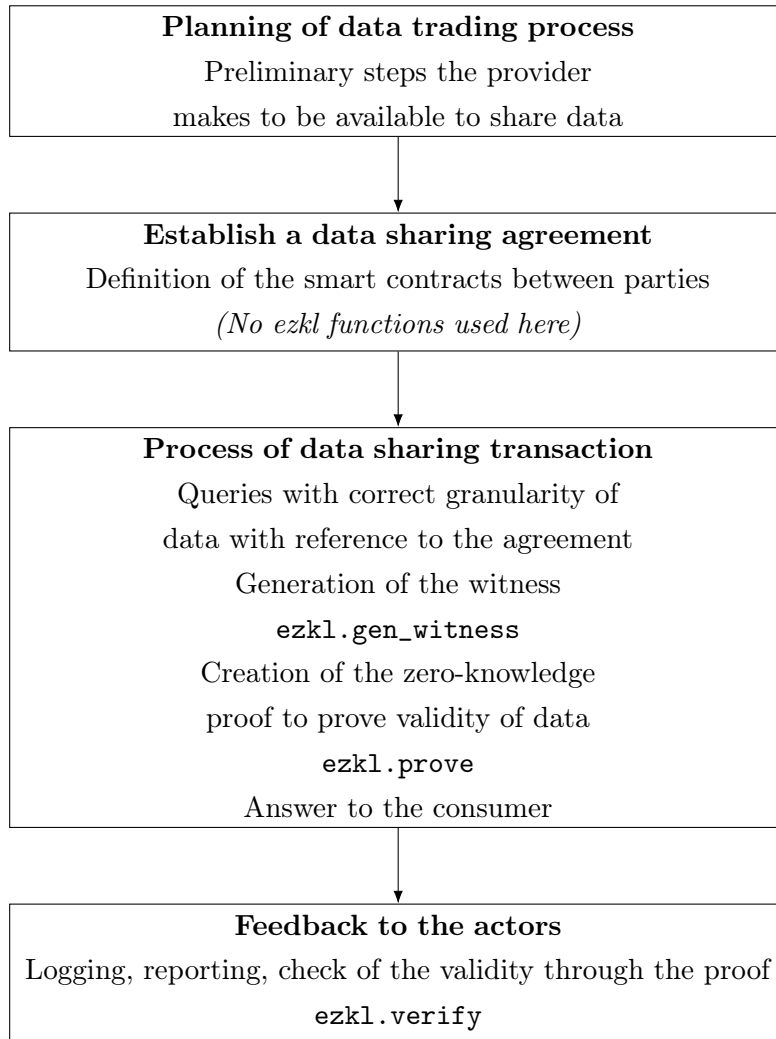 Planning of data trading process
Preliminary steps the provider
makes to be available to share data
Establish a data sharing agreement
Definition of the smart contracts between parties
(No ezkl functions used here)
Process of data sharing transaction
Queries with correct granularity of
data with reference to the agreement
Generation of the witness
ezkl.gen_witness
Creation of the zero-knowledge
proof to prove validity of data
ezkl.prove
Answer to the consumer
Feedback to the actors
Logging, reporting, check of the validity through the proof
ezkl.verify